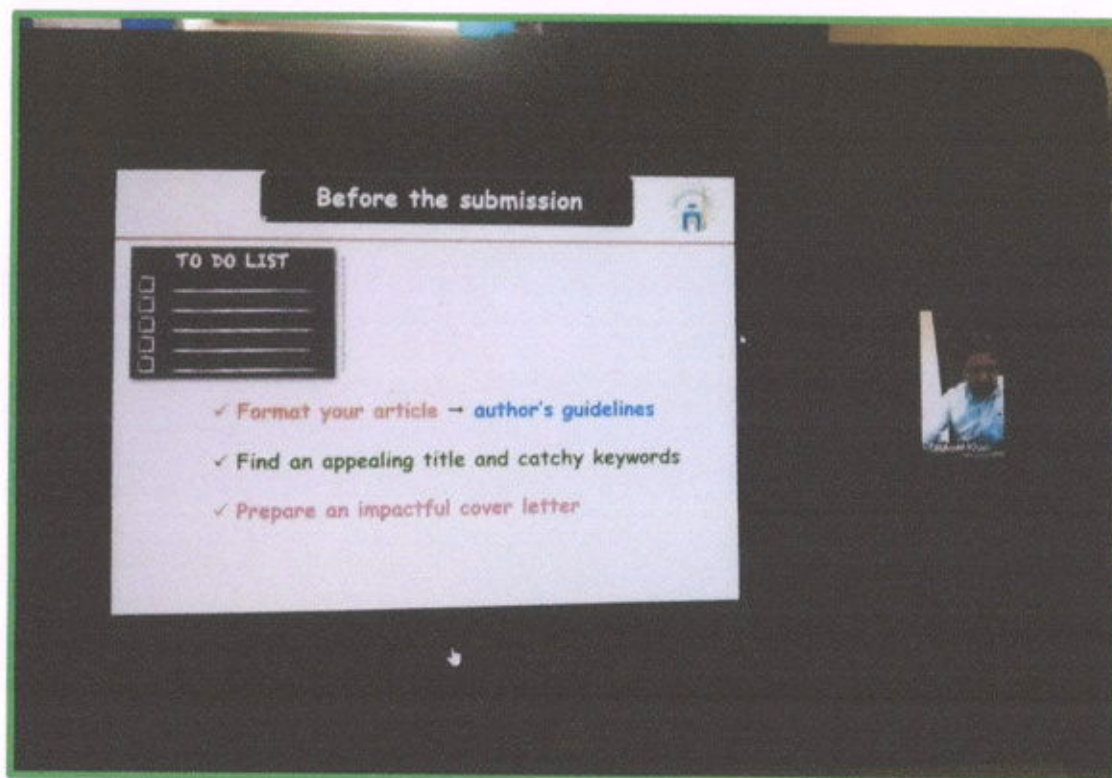 Before the submission
TO DO LIST
✓ Format your article → author's guidelines
✓ Find an appealing title and catchy keywords
✓ Prepare an impactful cover letter
Khan